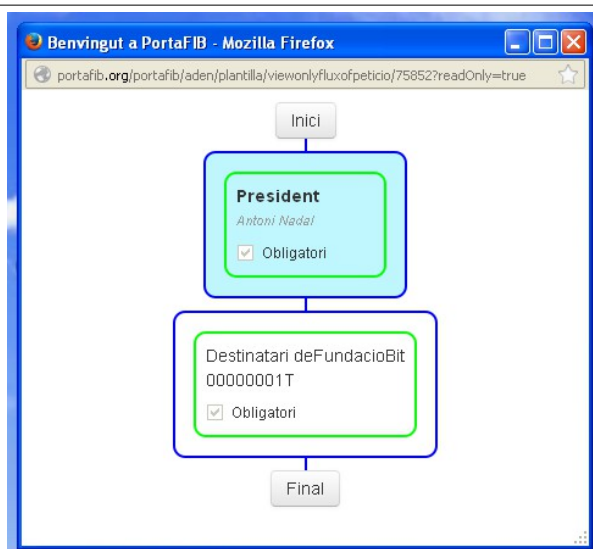 Benvingut a PortaFIB - Mozilla Firefox
portafib.org/portafib/aden/plantilla/viewonlyfluxofpeticio/75852?readOnly=true
Inici
President
Antoni Nadal
Obligatori
Destinatari deFundacioBit
00000001T
Obligatori
Final